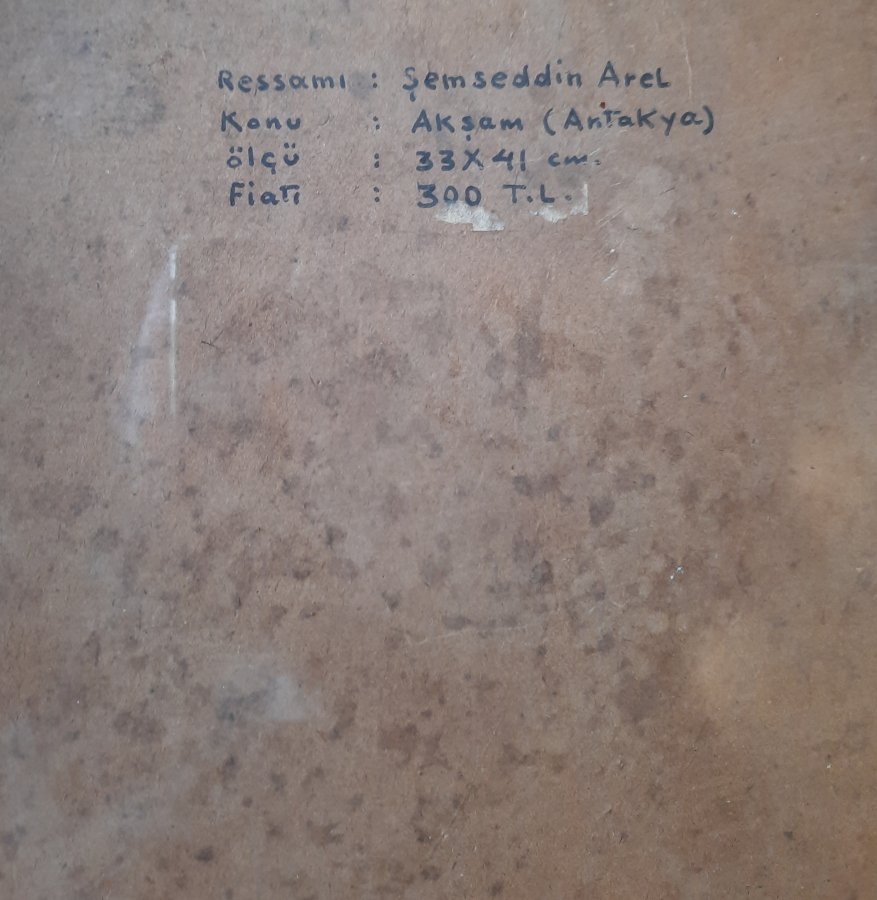 Ressamı : Şemseddin Arel
Konu : Akşam (Antakya)
ölçü : 33X41 cm.
Fiatı : 300 T.L.